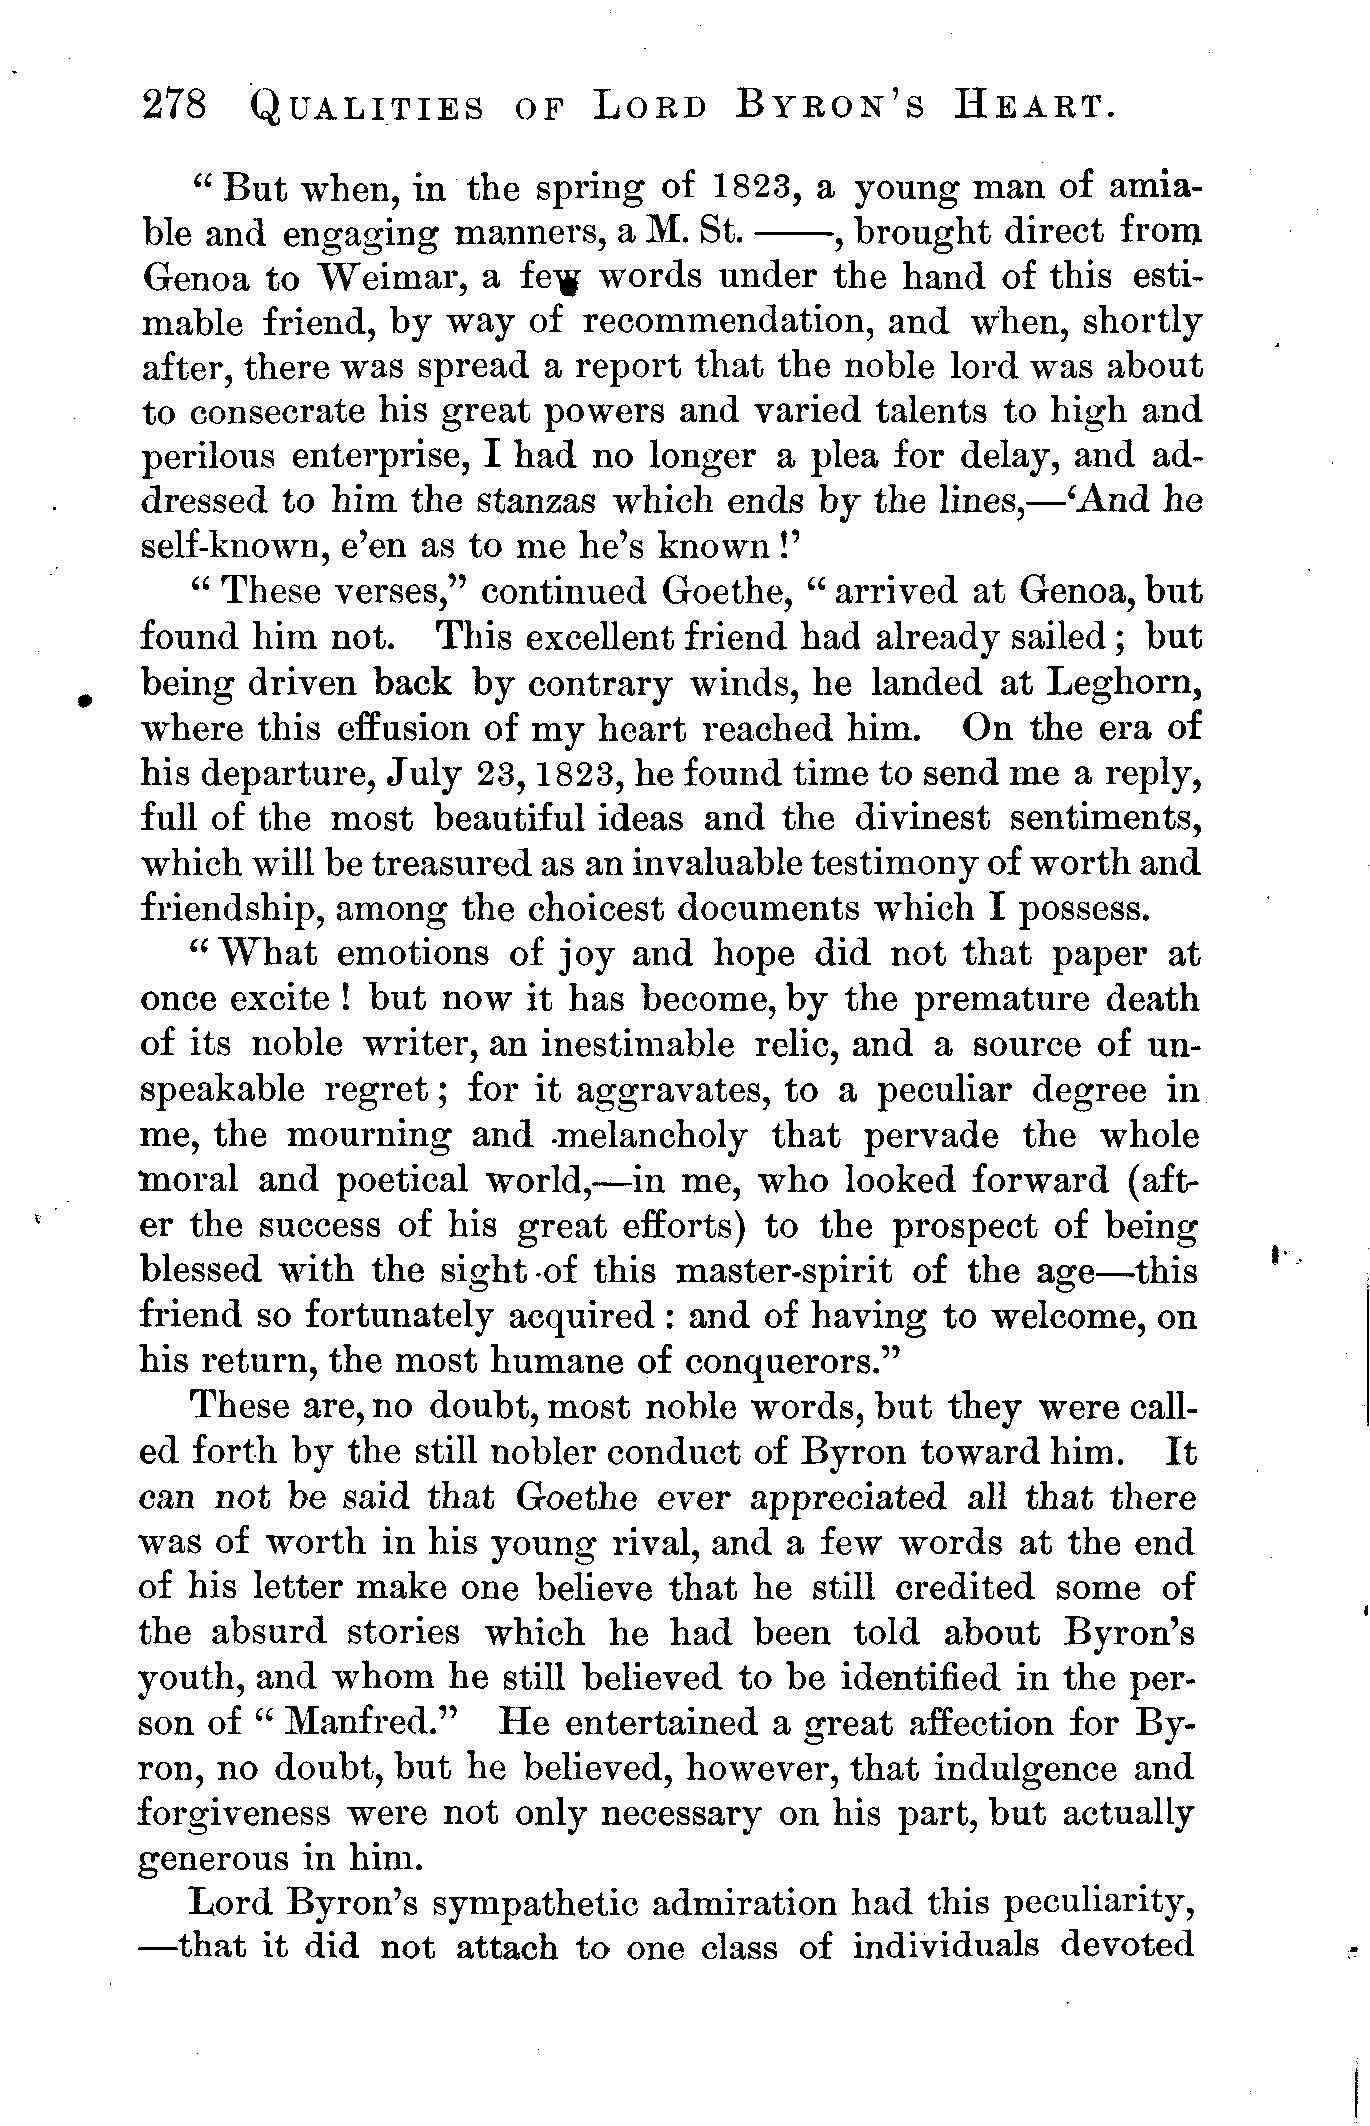 278 QUALITIES OF LORD BYRON'S HEART.
“ But when, in the spring of 1823, a young man of amia-
ble and engaging manners, a M. St. ——, brought direct from
Genoa to Weimar, a few words under the hand of this esti-
mable friend, by way of recommendation, and when, shortly
after, there was spread a report that the noble lord was about
to consecrate his great powers and varied talents to high and
perilous enterprise, I had no longer a plea for delay, and ad-
dressed to him the stanzas which ends by the lines,—‘And he
self-known, e’en as to me he’s known !’
“ These verses,” continued Goethe, “ arrived at Genoa, but
found him not. This excellent friend had already sailed ; but
being driven back by contrary winds, he landed at Leghorn,
where this effusion of my heart reached him. On the era of
his departure, July 23, 1823, he found time to send me a reply,
full of the most beautiful ideas and the divinest sentiments,
which will be treasured as an invaluable testimony of worth and
friendship, among the choicest documents which I possess.
“ What emotions of joy and hope did not that paper at
once excite ! but now it has become, by the premature death
of its noble writer, an inestimable relic, and a source of un-
speakable regret ; for it aggravates, to a peculiar degree in
me, the mourning and melancholy that pervade the whole
moral and poetical world,—in me, who looked forward (aft-
er the success of his great efforts) to the prospect of being
blessed with the sight of this master-spirit of the age—this
friend so fortunately acquired : and of having to welcome, on
his return, the most humane of conquerors.”
These are, no doubt, most noble words, but they were call-
ed forth by the still nobler conduct of Byron toward him. It
can not be said that Goethe ever appreciated all that there
was of worth in his young rival, and a few words at the end
of his letter make one believe that he still credited some of
the absurd stories which he had been told about Byron’s
youth, and whom he still believed to be identified in the per-
son of “ Manfred.” He entertained a great affection for By-
ron, no doubt, but he believed, however, that indulgence and
forgiveness were not only necessary on his part, but actually
generous in him.
Lord Byron’s sympathetic admiration had this peculiarity,
—that it did not attach to one class of individuals devoted